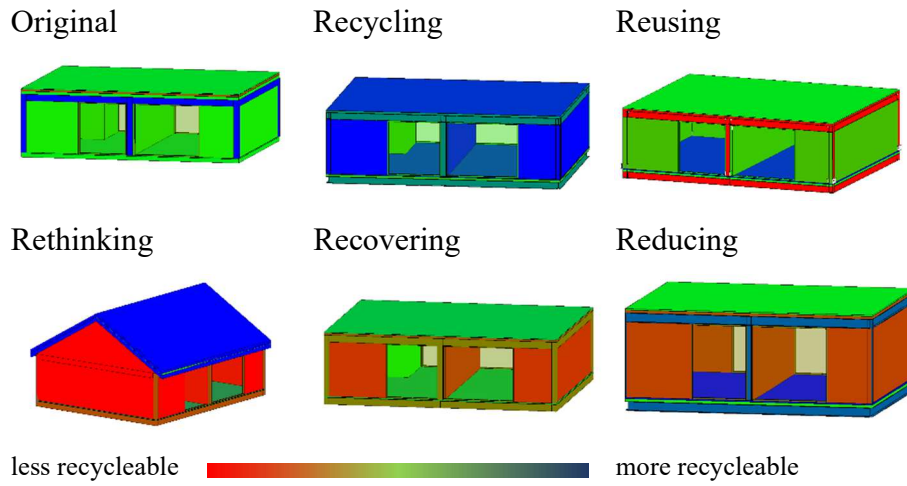 Original
Recycling
Reusing
Rethinking
Recovering
Reducing
less recycleable
more recycleable